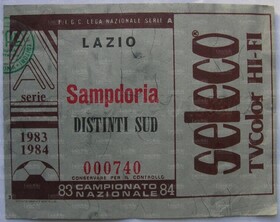 F.I.G.C. LEGA NAZIONALE SERIE A
LAZIO
A
serie
Sampdoria
1983
1984
DISTINTI SUD
000740
CONSERVARE PER IL CONTROLLO
83 CAMPIONATO 84
NAZIONALE
seleco
TVColor HI-FI